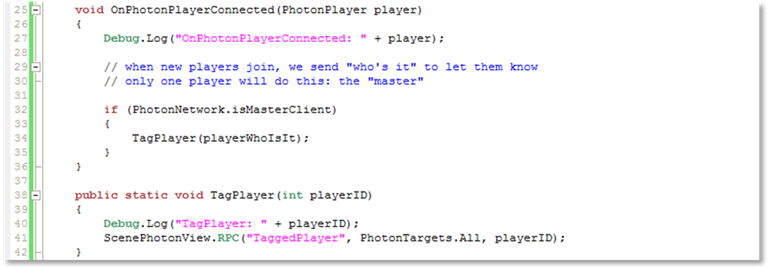 25 void OnPhotonPlayerConnected(PhotonPlayer player)
26 {
27 Debug.Log("OnPhotonPlayerConnected: " + player);
28
29 // when new players join, we send "who's it" to let them know
30 // only one player will do this: the "master"
31
32 if (PhotonNetwork.isMasterClient)
33 {
34 TagPlayer(playerWhoIsIt);
35 }
36 }
37
38 public static void TagPlayer(int playerID)
39 {
40 Debug.Log("TagPlayer: " + playerID);
41 ScenePhotonView.RPC("TaggedPlayer", PhotonTargets.All, playerID);
42 }